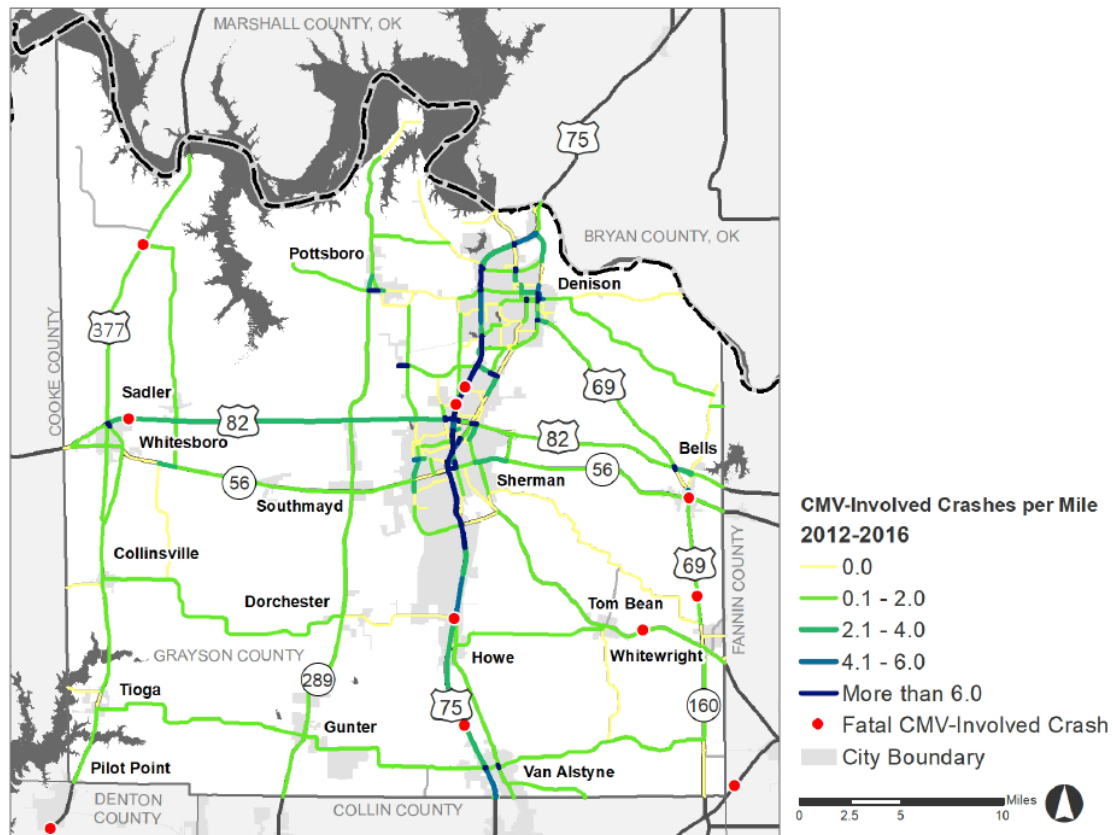 MARSHALL COUNTY, OK
75
BRYAN COUNTY, OK
Pottsboro
Denison
COOKE COUNTY
377
69
Sadler
82
82
Whitesboro
Bells
56
56
Sherman
Southmayd
CMV-Involved Crashes per Mile
2012-2016
0.0
0.1 - 2.0
2.1 - 4.0
4.1 - 6.0
More than 6.0
Fatal CMV-Involved Crash
City Boundary
Miles
0 2.5 5 10
Collinsville
69
FANNIN COUNTY
Dorchester
Tom Bean
GRAYSON COUNTY
Howe
Whitewright
289
Tioga
75
160
Gunter
Pilot Point
Van Alstyne
DENTON
COUNTY
COLLIN COUNTY